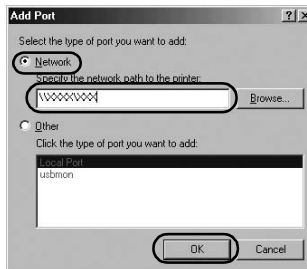 Add Port
Select the type of port you want to add:
Network
Specify the network path to the printer:
\\XXXX\XXX
Browse...
Other
Click the type of port you want to add:
Local Port
usbmon
OK
Cancel